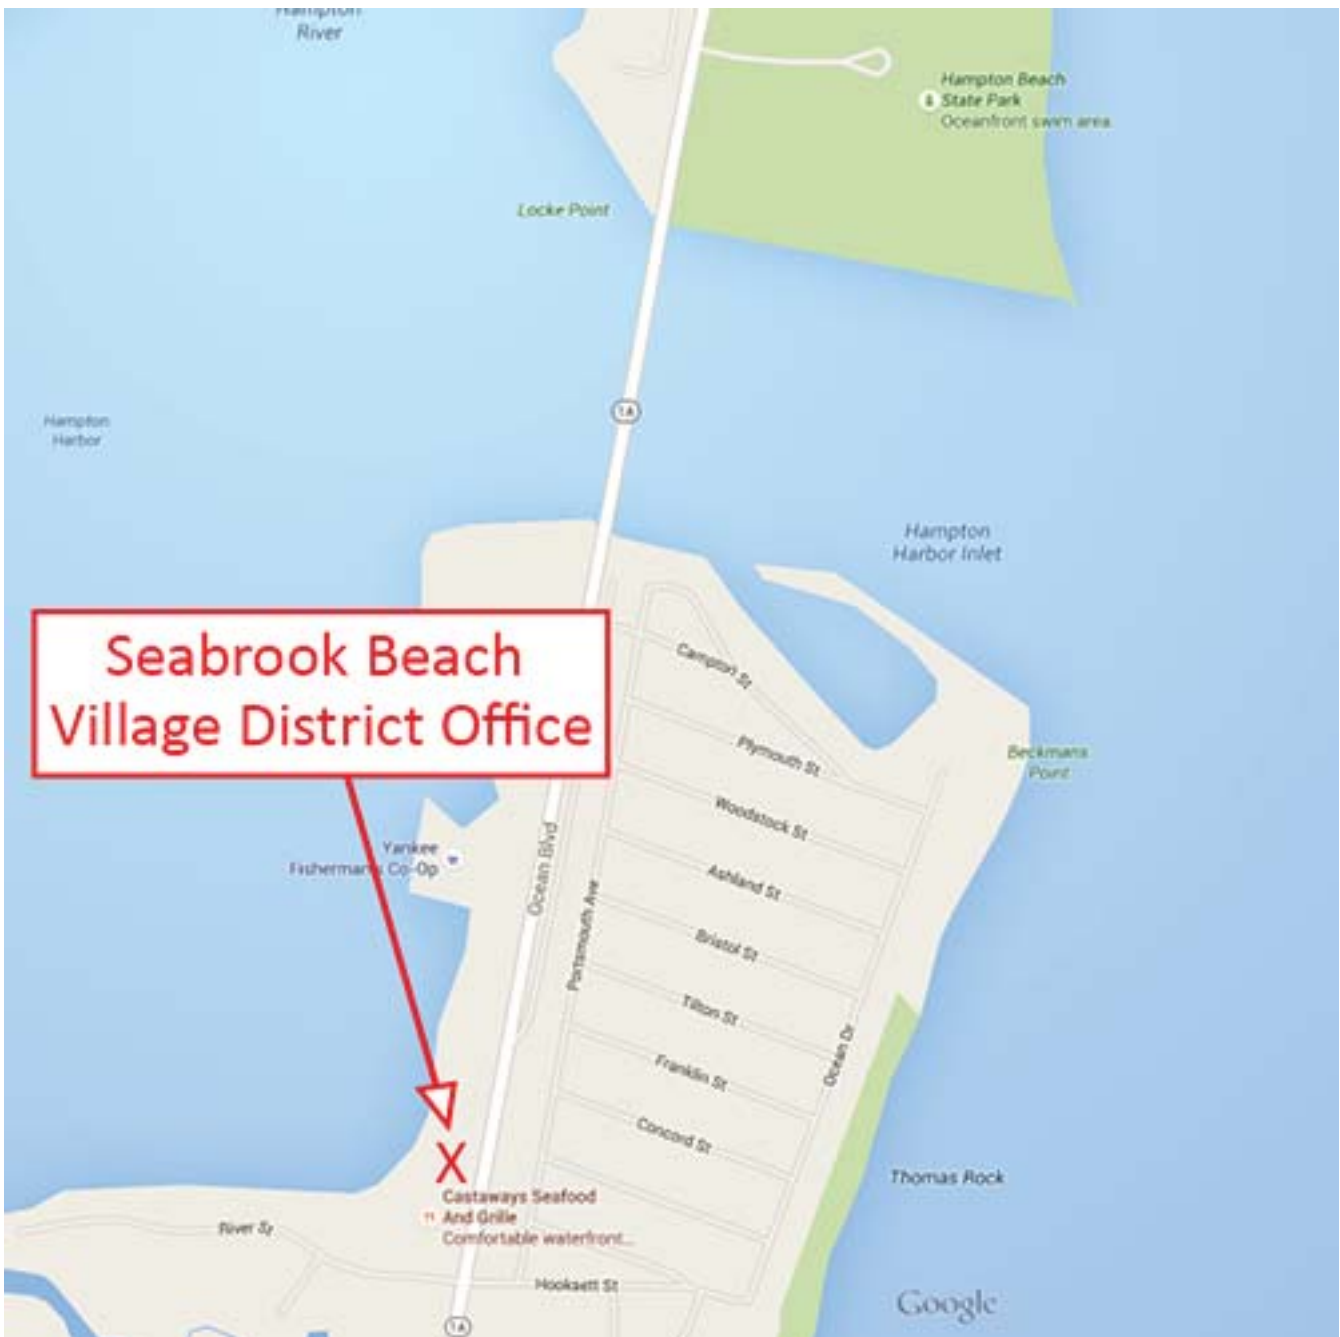 Hampton
River
Hampton Beach
State Park
Oceanfront swim area
Locke Point
1A
Hampton
Harbor
Hampton
Harbor Inlet
Seabrook Beach
Village District Office
Campton St
Plymouth St
Beckmans
Point
Woodstock St
Yankee
Fisherman's Co-Op
Ocean Blvd
Ashland St
Portsmouth Ave
Bristol St
Tilton St
Ocean Dr
Franklin St
Concord St
X
Thomas Rock
Castaways Seafood
And Grille
Comfortable waterfront...
River St
Hooksett St
Google
1A